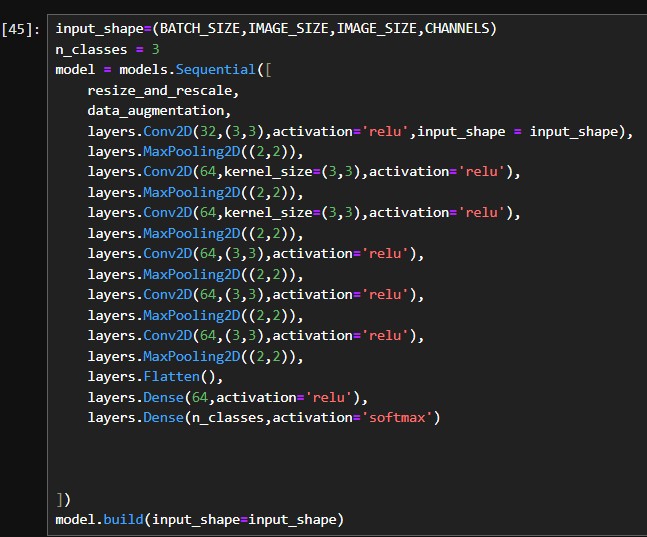 [45]:
input_shape=(BATCH_SIZE,IMAGE_SIZE,IMAGE_SIZE,CHANNELS)
n_classes = 3
model = models.Sequential([
    resize_and_rescale,
    data_augmentation,
    layers.Conv2D(32,(3,3),activation='relu',input_shape = input_shape),
    layers.MaxPooling2D((2,2)),
    layers.Conv2D(64,kernel_size=(3,3),activation='relu'),
    layers.MaxPooling2D((2,2)),
    layers.Conv2D(64,kernel_size=(3,3),activation='relu'),
    layers.MaxPooling2D((2,2)),
    layers.Conv2D(64,(3,3),activation='relu'),
    layers.MaxPooling2D((2,2)),
    layers.Conv2D(64,(3,3),activation='relu'),
    layers.MaxPooling2D((2,2)),
    layers.Conv2D(64,(3,3),activation='relu'),
    layers.MaxPooling2D((2,2)),
    layers.Flatten(),
    layers.Dense(64,activation='relu'),
    layers.Dense(n_classes,activation='softmax')
])
model.build(input_shape=input_shape)